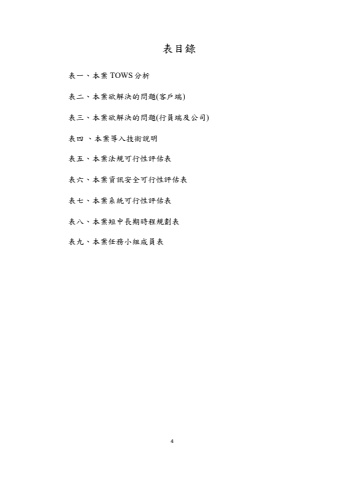 表目錄
表一、本案 TOWS 分析
表二、本案欲解決的問題(客戶端)
表三、本案欲解決的問題(行員端及公司)
表四 、本案導入技術說明
表五、本案法規可行性評估表
表六、本案資訊安全可行性評估表
表七、本案系統可行性評估表
表八、本案短中長期時程規劃表
表九、本案任務小組成員表
4